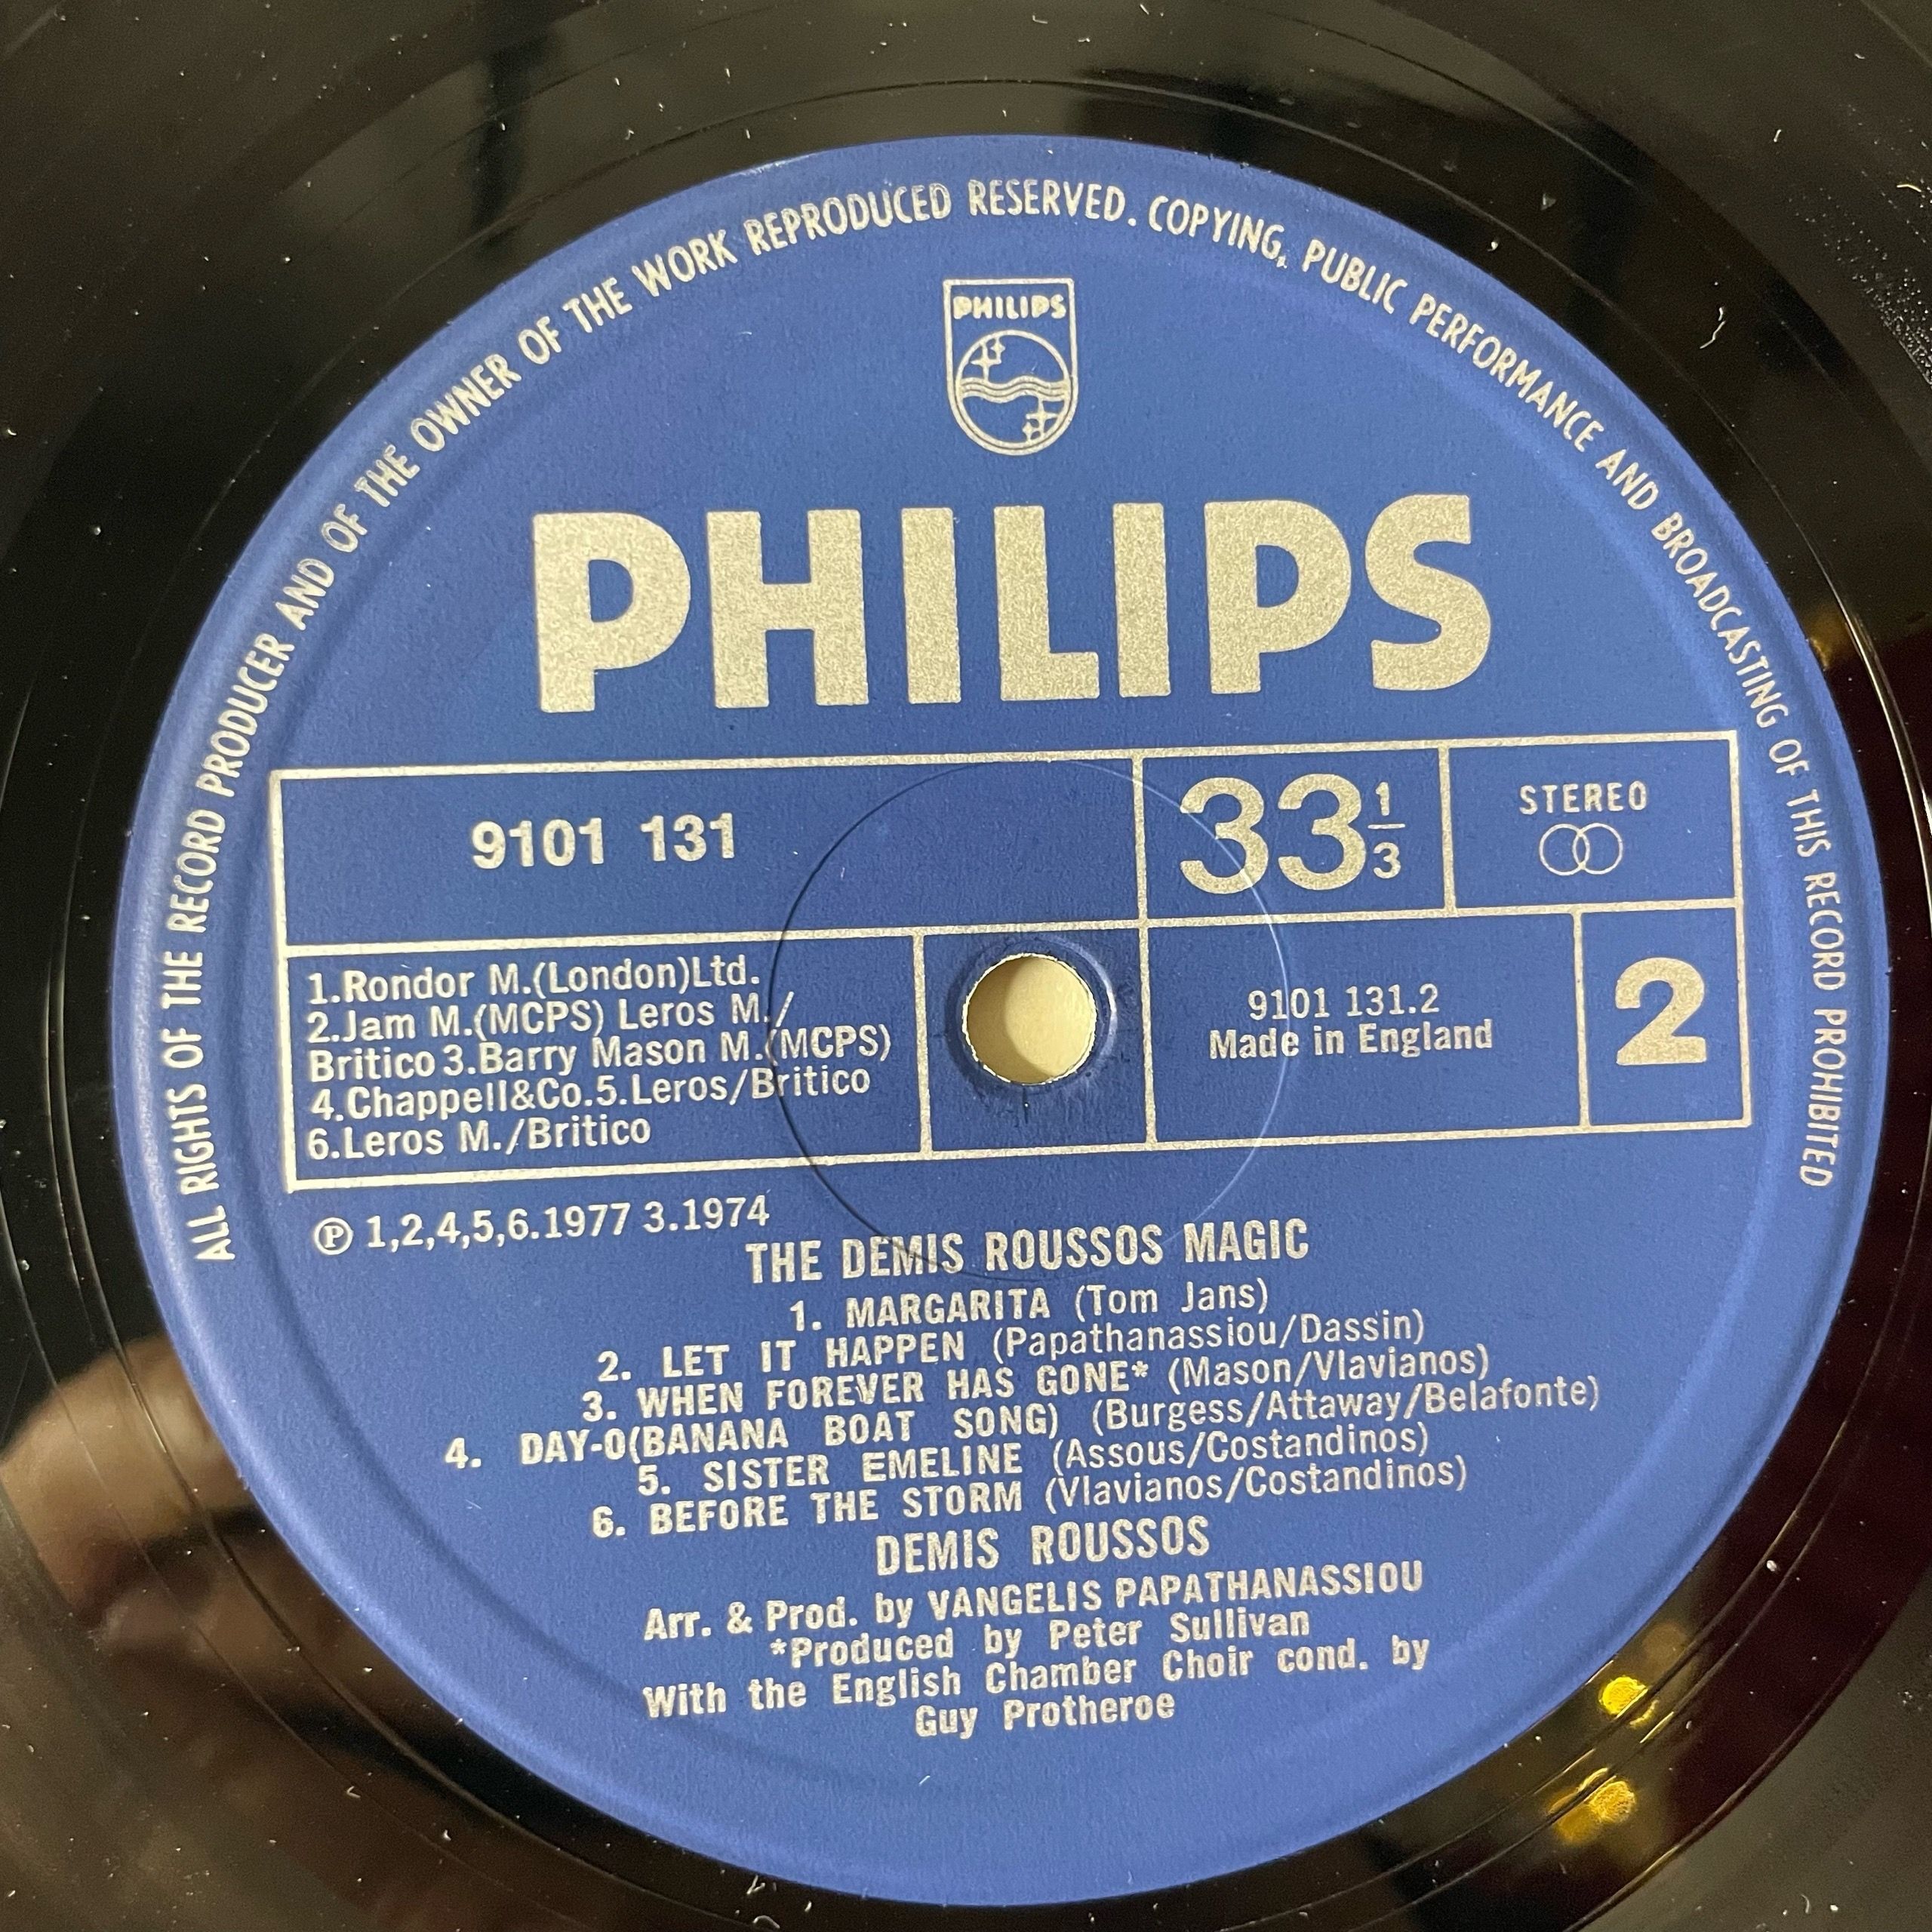 ALL RIGHTS OF THE RECORD PRODUCER AND OF THE OWNER OF THE WORK REPRODUCED RESERVED. COPYING, PUBLIC PERFORMANCE AND BROADCASTING OF THIS RECORD PROHIBITED
PHILIPS
PHILIPS
9101 131
33 1/3
STEREO
1.Rondor M.(London)Ltd.
2.Jam M.(MCPS) Leros M./
Britico 3.Barry Mason M.(MCPS)
4.Chappell&Co.5.Leros/Britico
6.Leros M./Britico
9101 131.2
Made in England
2
℗ 1,2,4,5,6.1977 3.1974
THE DEMIS ROUSSOS MAGIC
1. MARGARITA (Tom Jans)
2. LET IT HAPPEN (Papathanassiou/Dassin)
3. WHEN FOREVER HAS GONE* (Mason/Vlavianos)
4. DAY-O(BANANA BOAT SONG) (Burgess/Attaway/Belafonte)
5. SISTER EMELINE (Assous/Costandinos)
6. BEFORE THE STORM (Vlavianos/Costandinos)
DEMIS ROUSSOS
Arr. & Prod. by VANGELIS PAPATHANASSIOU
*Produced by Peter Sullivan
With the English Chamber Choir cond. by
Guy Protheroe